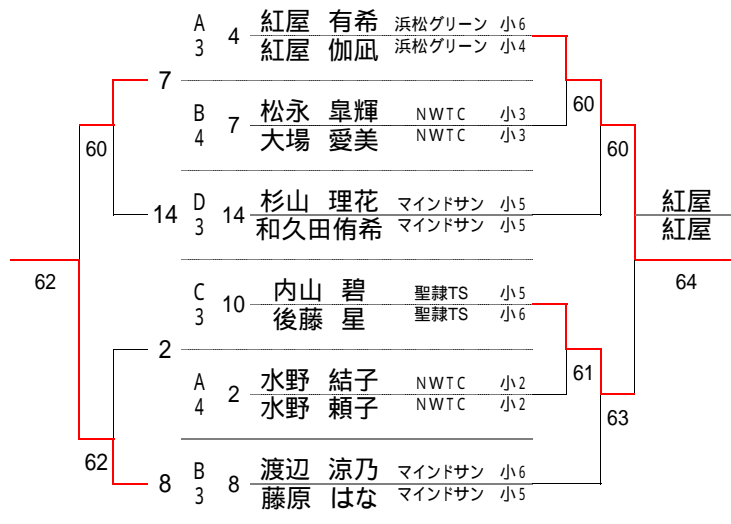 A 4 紅屋 有希 浜松グリーン 小6
3 紅屋 伽凪 浜松グリーン 小4
7
B 7 松永 皐輝 NWTC 小3
4 大場 愛美 NWTC 小3
60
60
60
D 14 杉山 理花 マインドサン 小5
3 和久田侑希 マインドサン 小5
14
紅屋
紅屋
62
64
C 10 内山 碧 聖隷TS 小5
3 後藤 星 聖隷TS 小6
2
A 2 水野 結子 NWTC 小2
4 水野 頼子 NWTC 小2
61
63
62
B 8 渡辺 涼乃 マインドサン 小6
3 藤原 はな マインドサン 小5
8